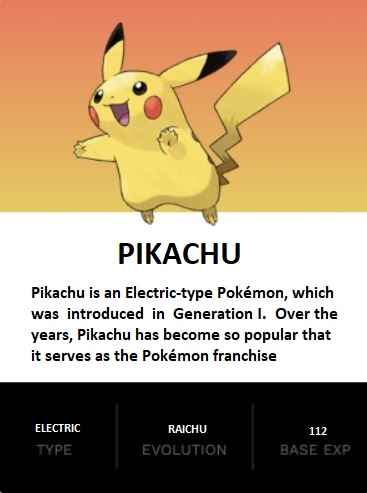 PIKACHU
Pikachu is an Electric-type Pokémon, which
was introduced in Generation I. Over the
years, Pikachu has become so popular that
it serves as the Pokémon franchise
ELECTRIC RAICHU 112
TYPE EVOLUTION BASE EXP